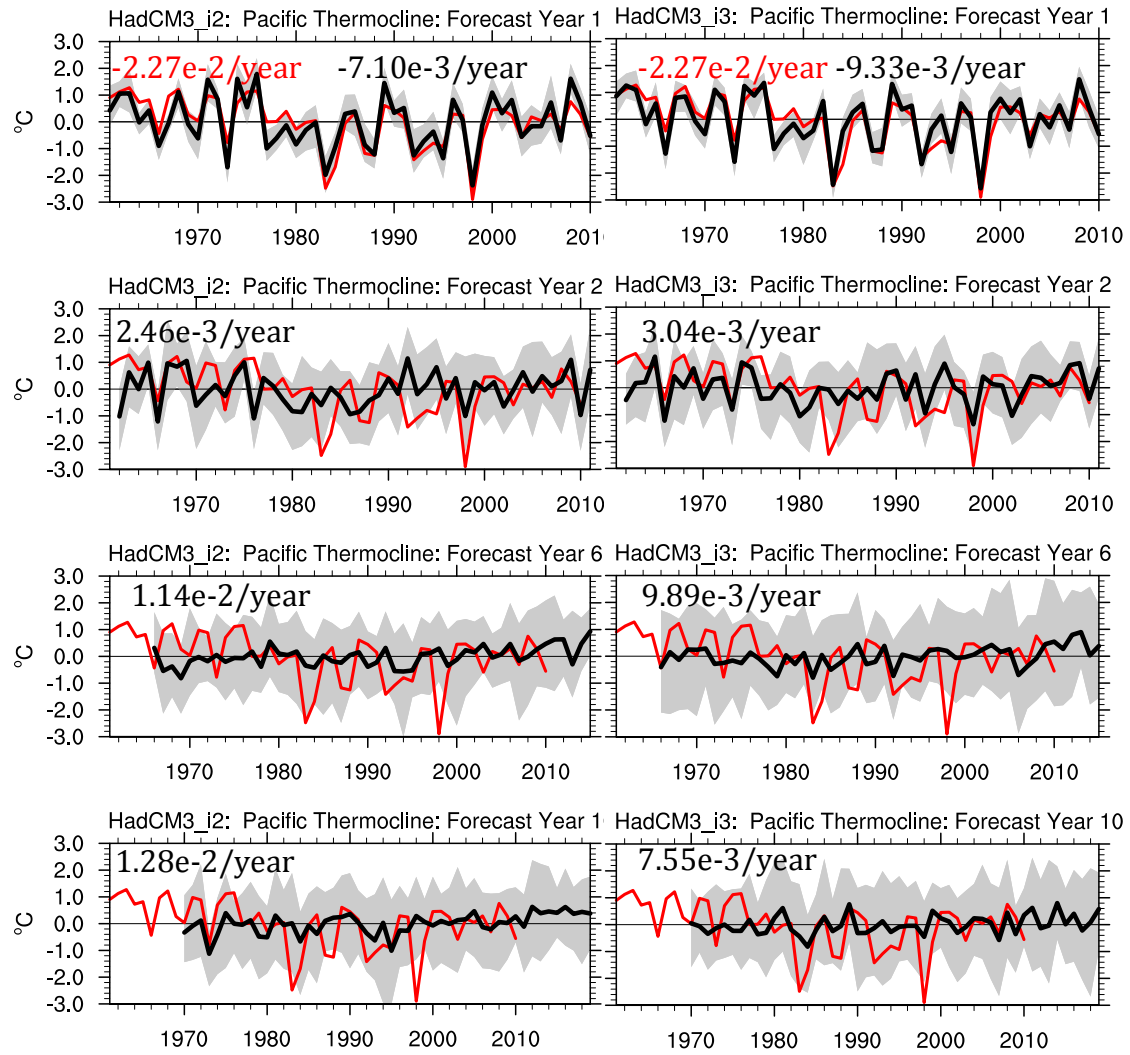 HadCM3_i2: Pacific Thermocline: Forecast Year 1
HadCM3_i3: Pacific Thermocline: Forecast Year 1
3.0
-2.27e-2/year
-7.10e-3/year
-2.27e-2/year
-9.33e-3/year
2.0
1.0
0.0
-1.0
-2.0
-3.0
°C
1970 1980 1990 2000 2010
1970 1980 1990 2000 2010
HadCM3_i2: Pacific Thermocline: Forecast Year 2
HadCM3_i3: Pacific Thermocline: Forecast Year 2
3.0
2.46e-3/year
3.04e-3/year
2.0
1.0
0.0
-1.0
-2.0
-3.0
°C
1970 1980 1990 2000 2010
1970 1980 1990 2000 2010
HadCM3_i2: Pacific Thermocline: Forecast Year 6
HadCM3_i3: Pacific Thermocline: Forecast Year 6
3.0
1.14e-2/year
9.89e-3/year
2.0
1.0
0.0
-1.0
-2.0
-3.0
°C
1970 1980 1990 2000 2010
1970 1980 1990 2000 2010
HadCM3_i2: Pacific Thermocline: Forecast Year 1
HadCM3_i3: Pacific Thermocline: Forecast Year 10
3.0
1.28e-2/year
7.55e-3/year
2.0
1.0
0.0
-1.0
-2.0
-3.0
°C
1970 1980 1990 2000 2010
1970 1980 1990 2000 2010